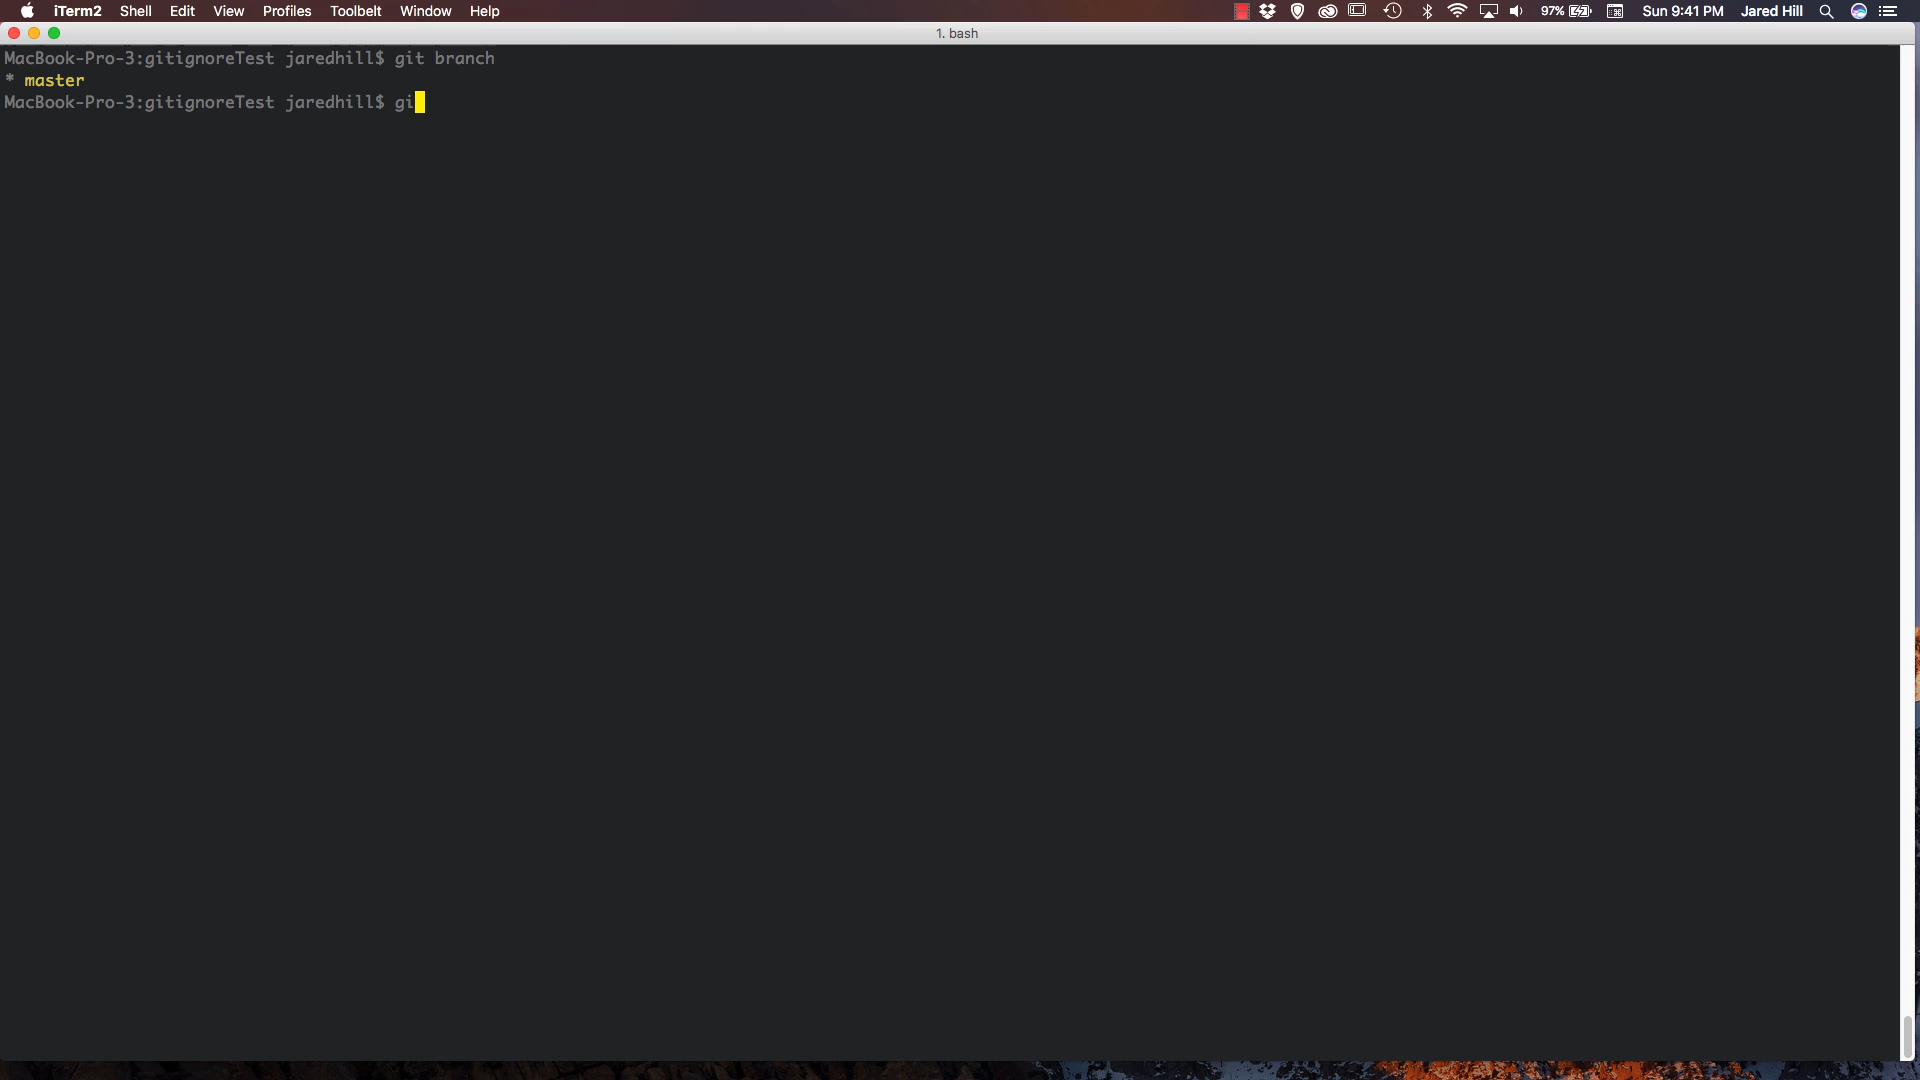 iTerm2 Shell Edit View Profiles Toolbelt Window Help 97% Sun 9:41 PM Jared Hill
1. bash
MacBook-Pro-3:gitignoreTest jaredhill$ git branch
* master
MacBook-Pro-3:gitignoreTest jaredhill$ gi